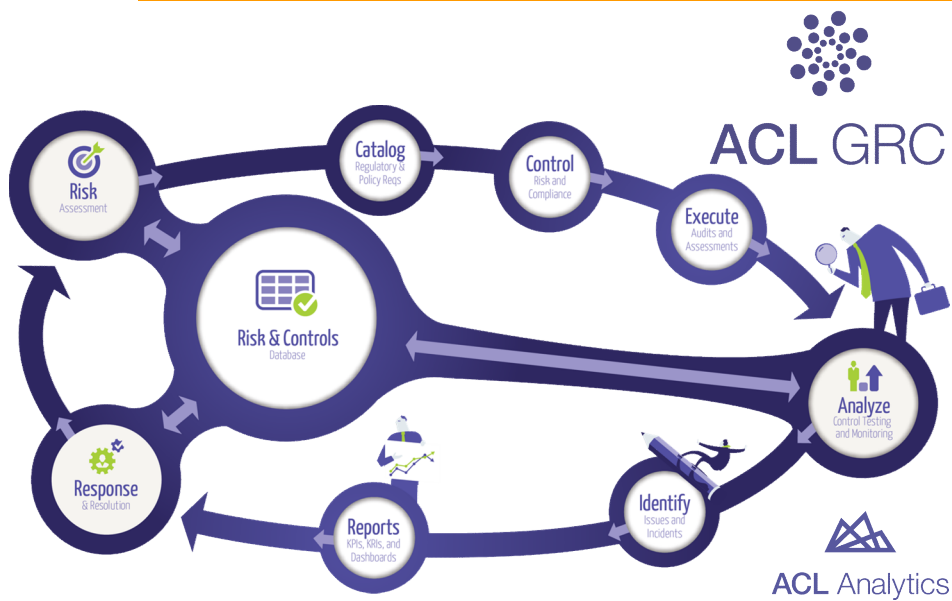 ACL GRC
Risk
Assessment
Catalog
Regulatory &
Policy Reqs
Control
Risk and
Compliance
Execute
Audits and
Assessments
Risk & Controls
Database
Analyze
Control Testing
and Monitoring
Identify
Issues and
Incidents
Reports
KPIs, KRIs, and
Dashboards
Response
& Resolution
ACL Analytics